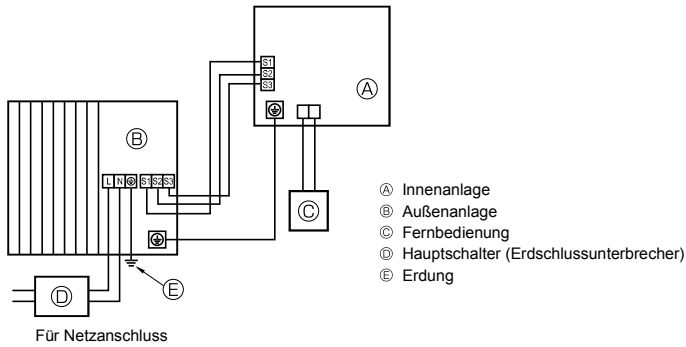 S1
S2
S3
Ⓐ
Ⓑ
L N S1 S2 S3
Ⓒ
Ⓓ
Ⓔ
Für Netzanschluss
Ⓐ Innenanlage
Ⓑ Außenanlage
Ⓒ Fernbedienung
Ⓓ Hauptschalter (Erdschlussunterbrecher)
Ⓔ Erdung